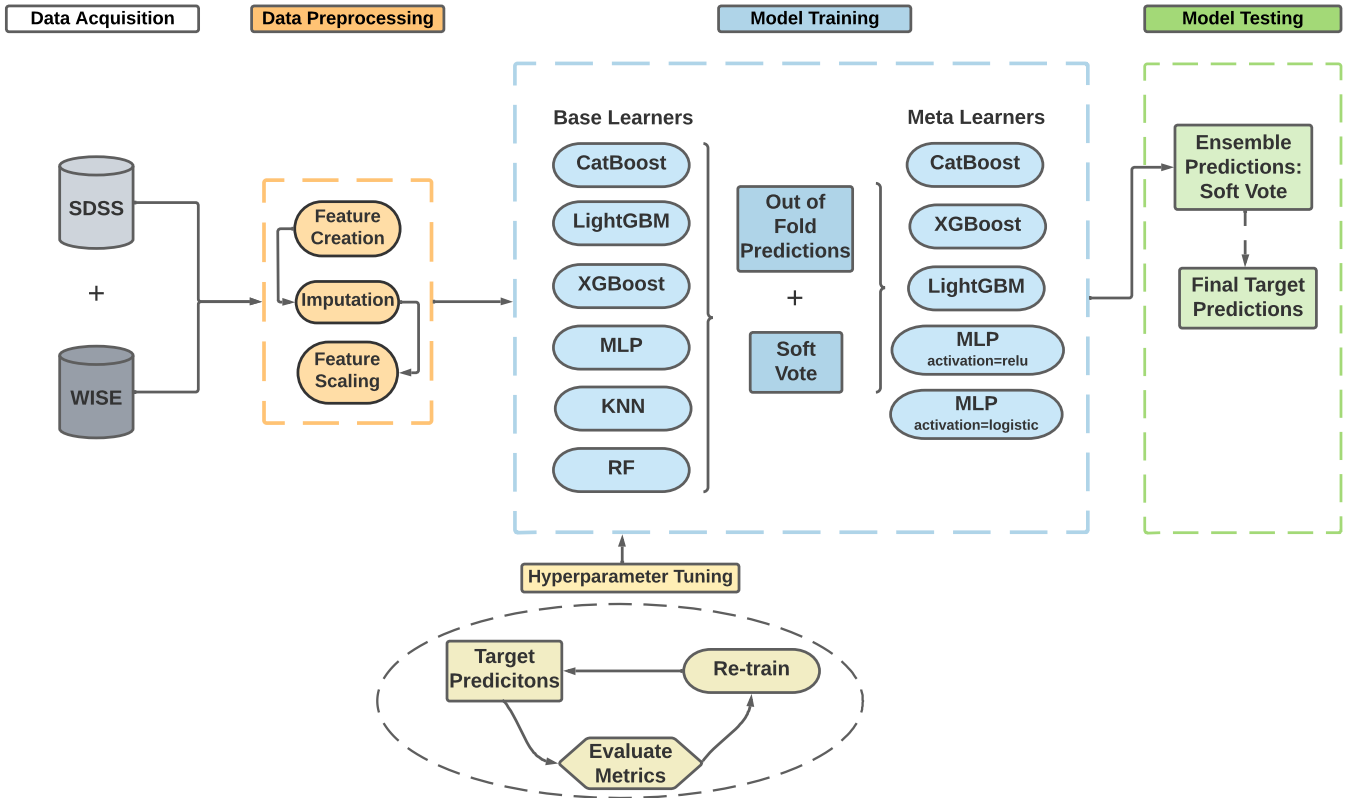 Data Acquisition
Data Preprocessing
Model Training
Model Testing
SDSS
+
WISE
Feature
Creation
Imputation
Feature
Scaling
Base Learners
CatBoost
LightGBM
XGBoost
MLP
KNN
RF
Out of
Fold
Predictions
+
Soft
Vote
Meta Learners
CatBoost
XGBoost
LightGBM
MLP
activation=relu
MLP
activation=logistic
Ensemble
Predictions:
Soft Vote
Final Target
Predictions
Hyperparameter Tuning
Target
Predicitons
Re-train
Evaluate
Metrics